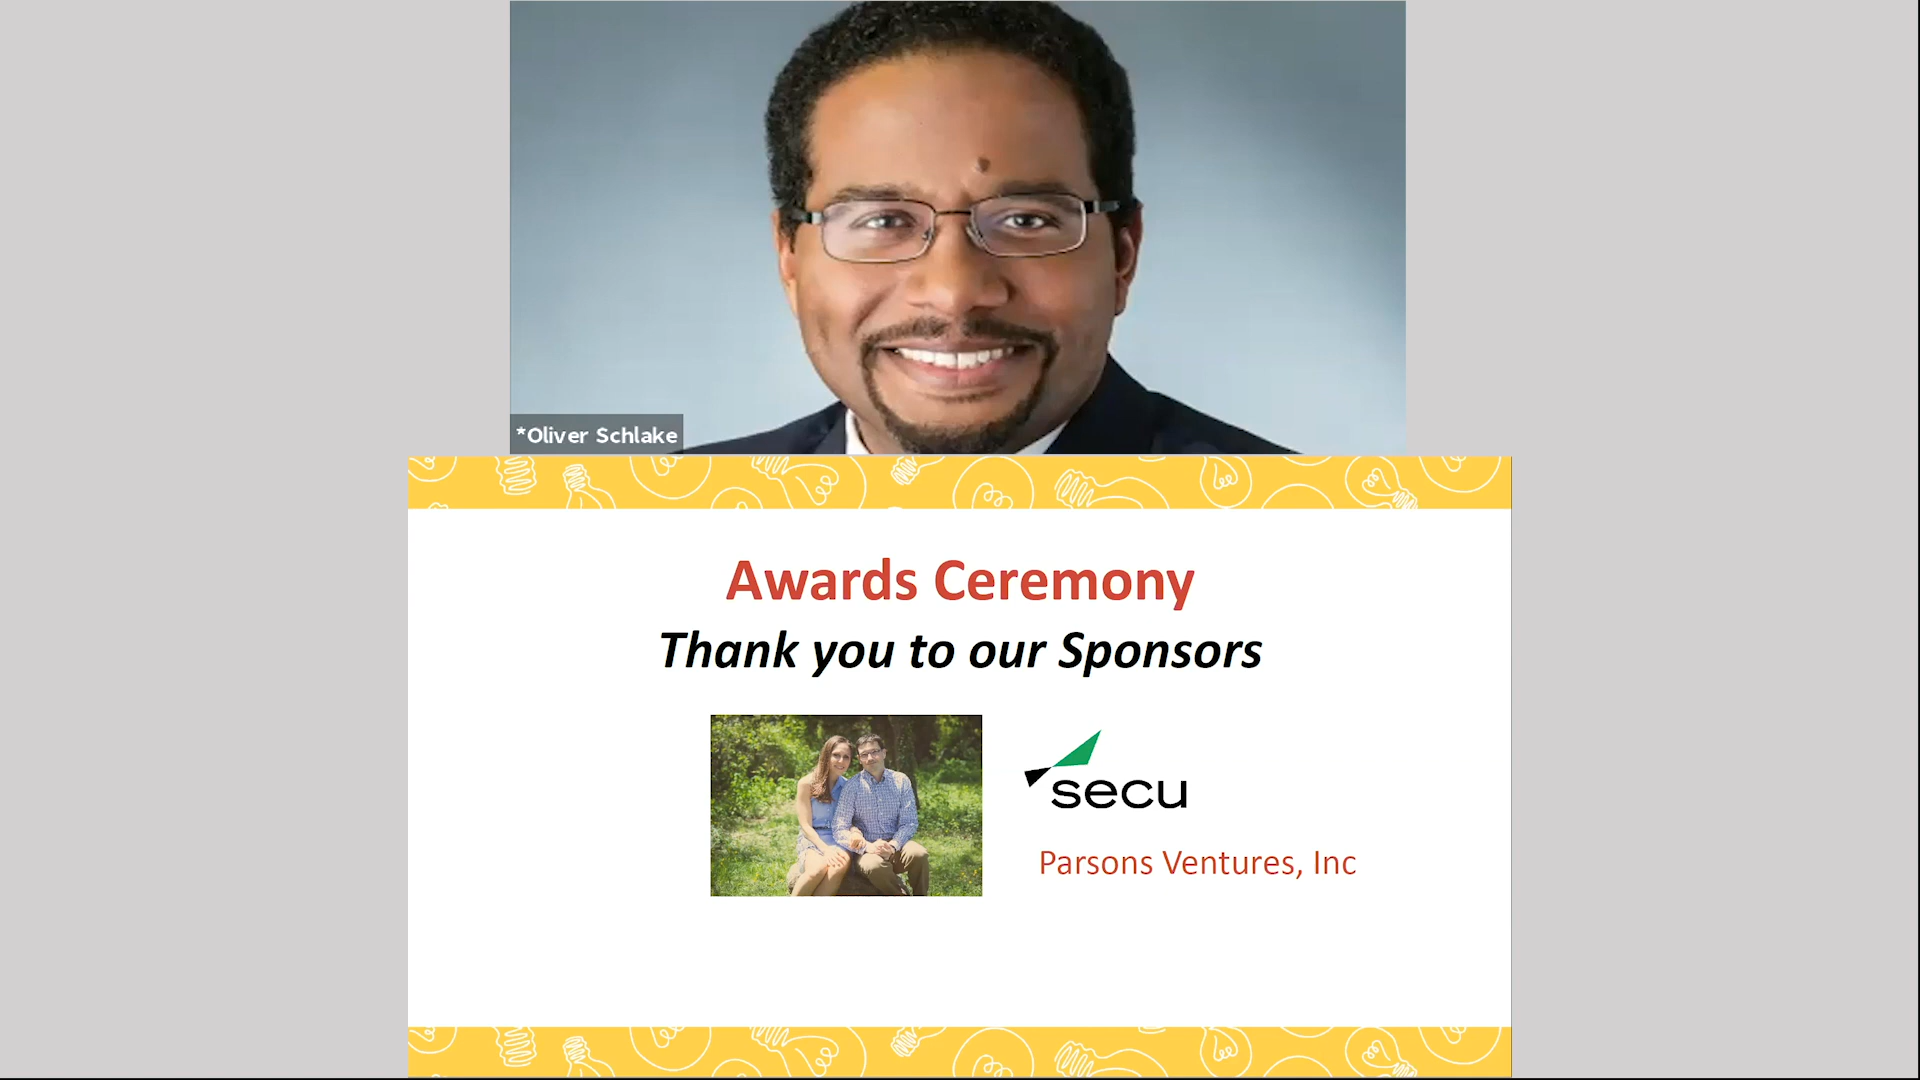 *Oliver Schlake
Awards Ceremony
Thank you to our Sponsors
secu
Parsons Ventures, Inc